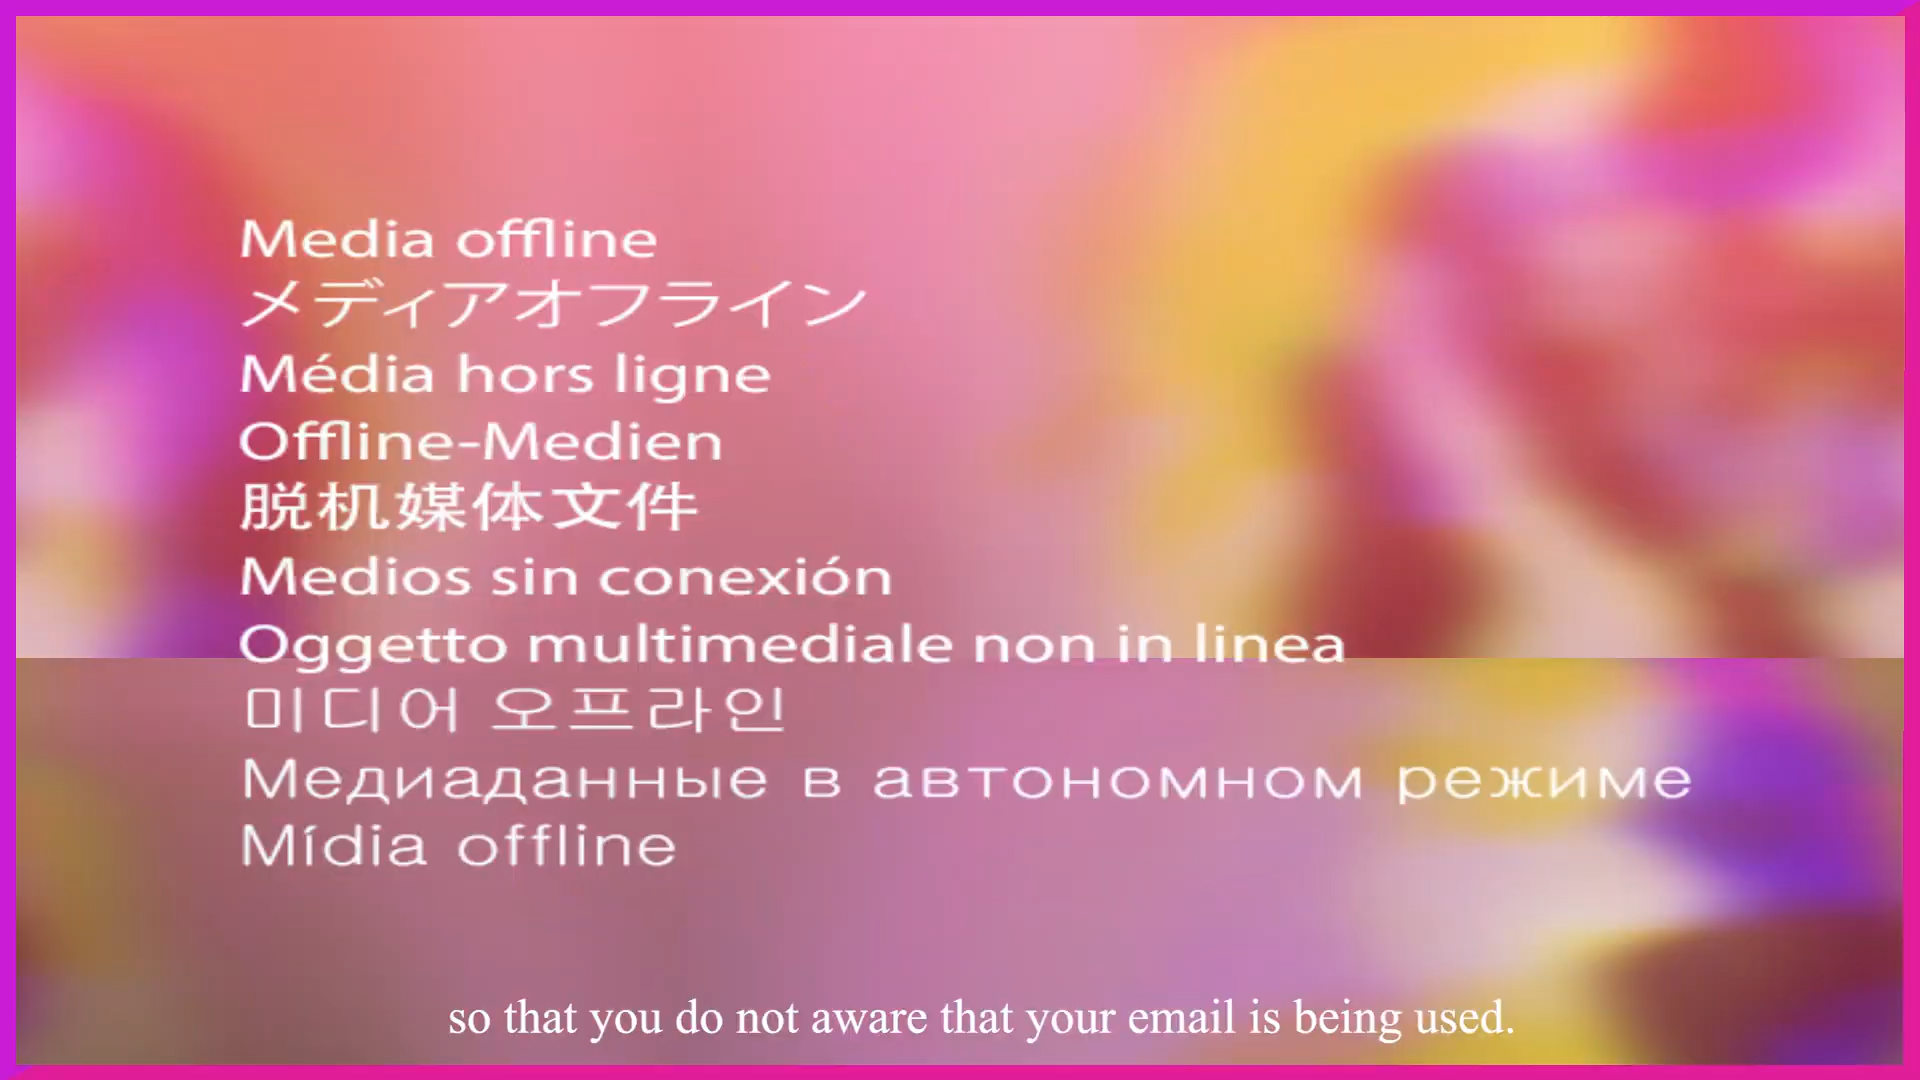 Media offline
メディアオフライン
Média hors ligne
Offline-Medien
脱机媒体文件
Medios sin conexión
Oggetto multimediale non in linea
미디어 오프라인
Медиаданные в автономном режиме
Mídia offline
so that you do not aware that your email is being used.